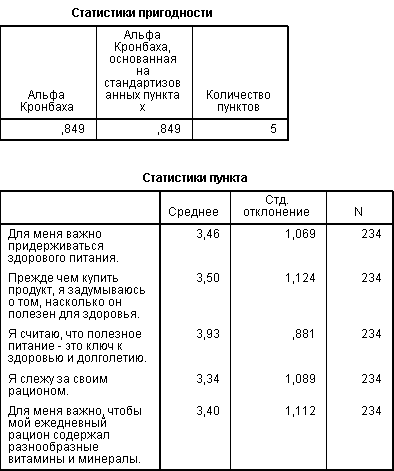 Статистики пригодности
Альфа
Кронбаха
Альфа
Кронбаха,
основанная
на
стандартизов
анных пункта
х
Количество
пунктов
,849 ,849 5
Статистики пункта
Среднее
Стд.
отклонение
N
Для меня важно
придерживаться
здорового питания.
3,46 1,069 234
Прежде чем купить
продукт, я задумываюсь
о том, насколько он
полезен для здоровья.
3,50 1,124 234
Я считаю, что полезное
питание - это ключ к
здоровью и долголетию.
3,93 ,881 234
Я слежу за своим
рационом.
3,34 1,089 234
Для меня важно, чтобы
мой ежедневный
рацион содержал
разнообразные
витамины и минералы.
3,40 1,112 234